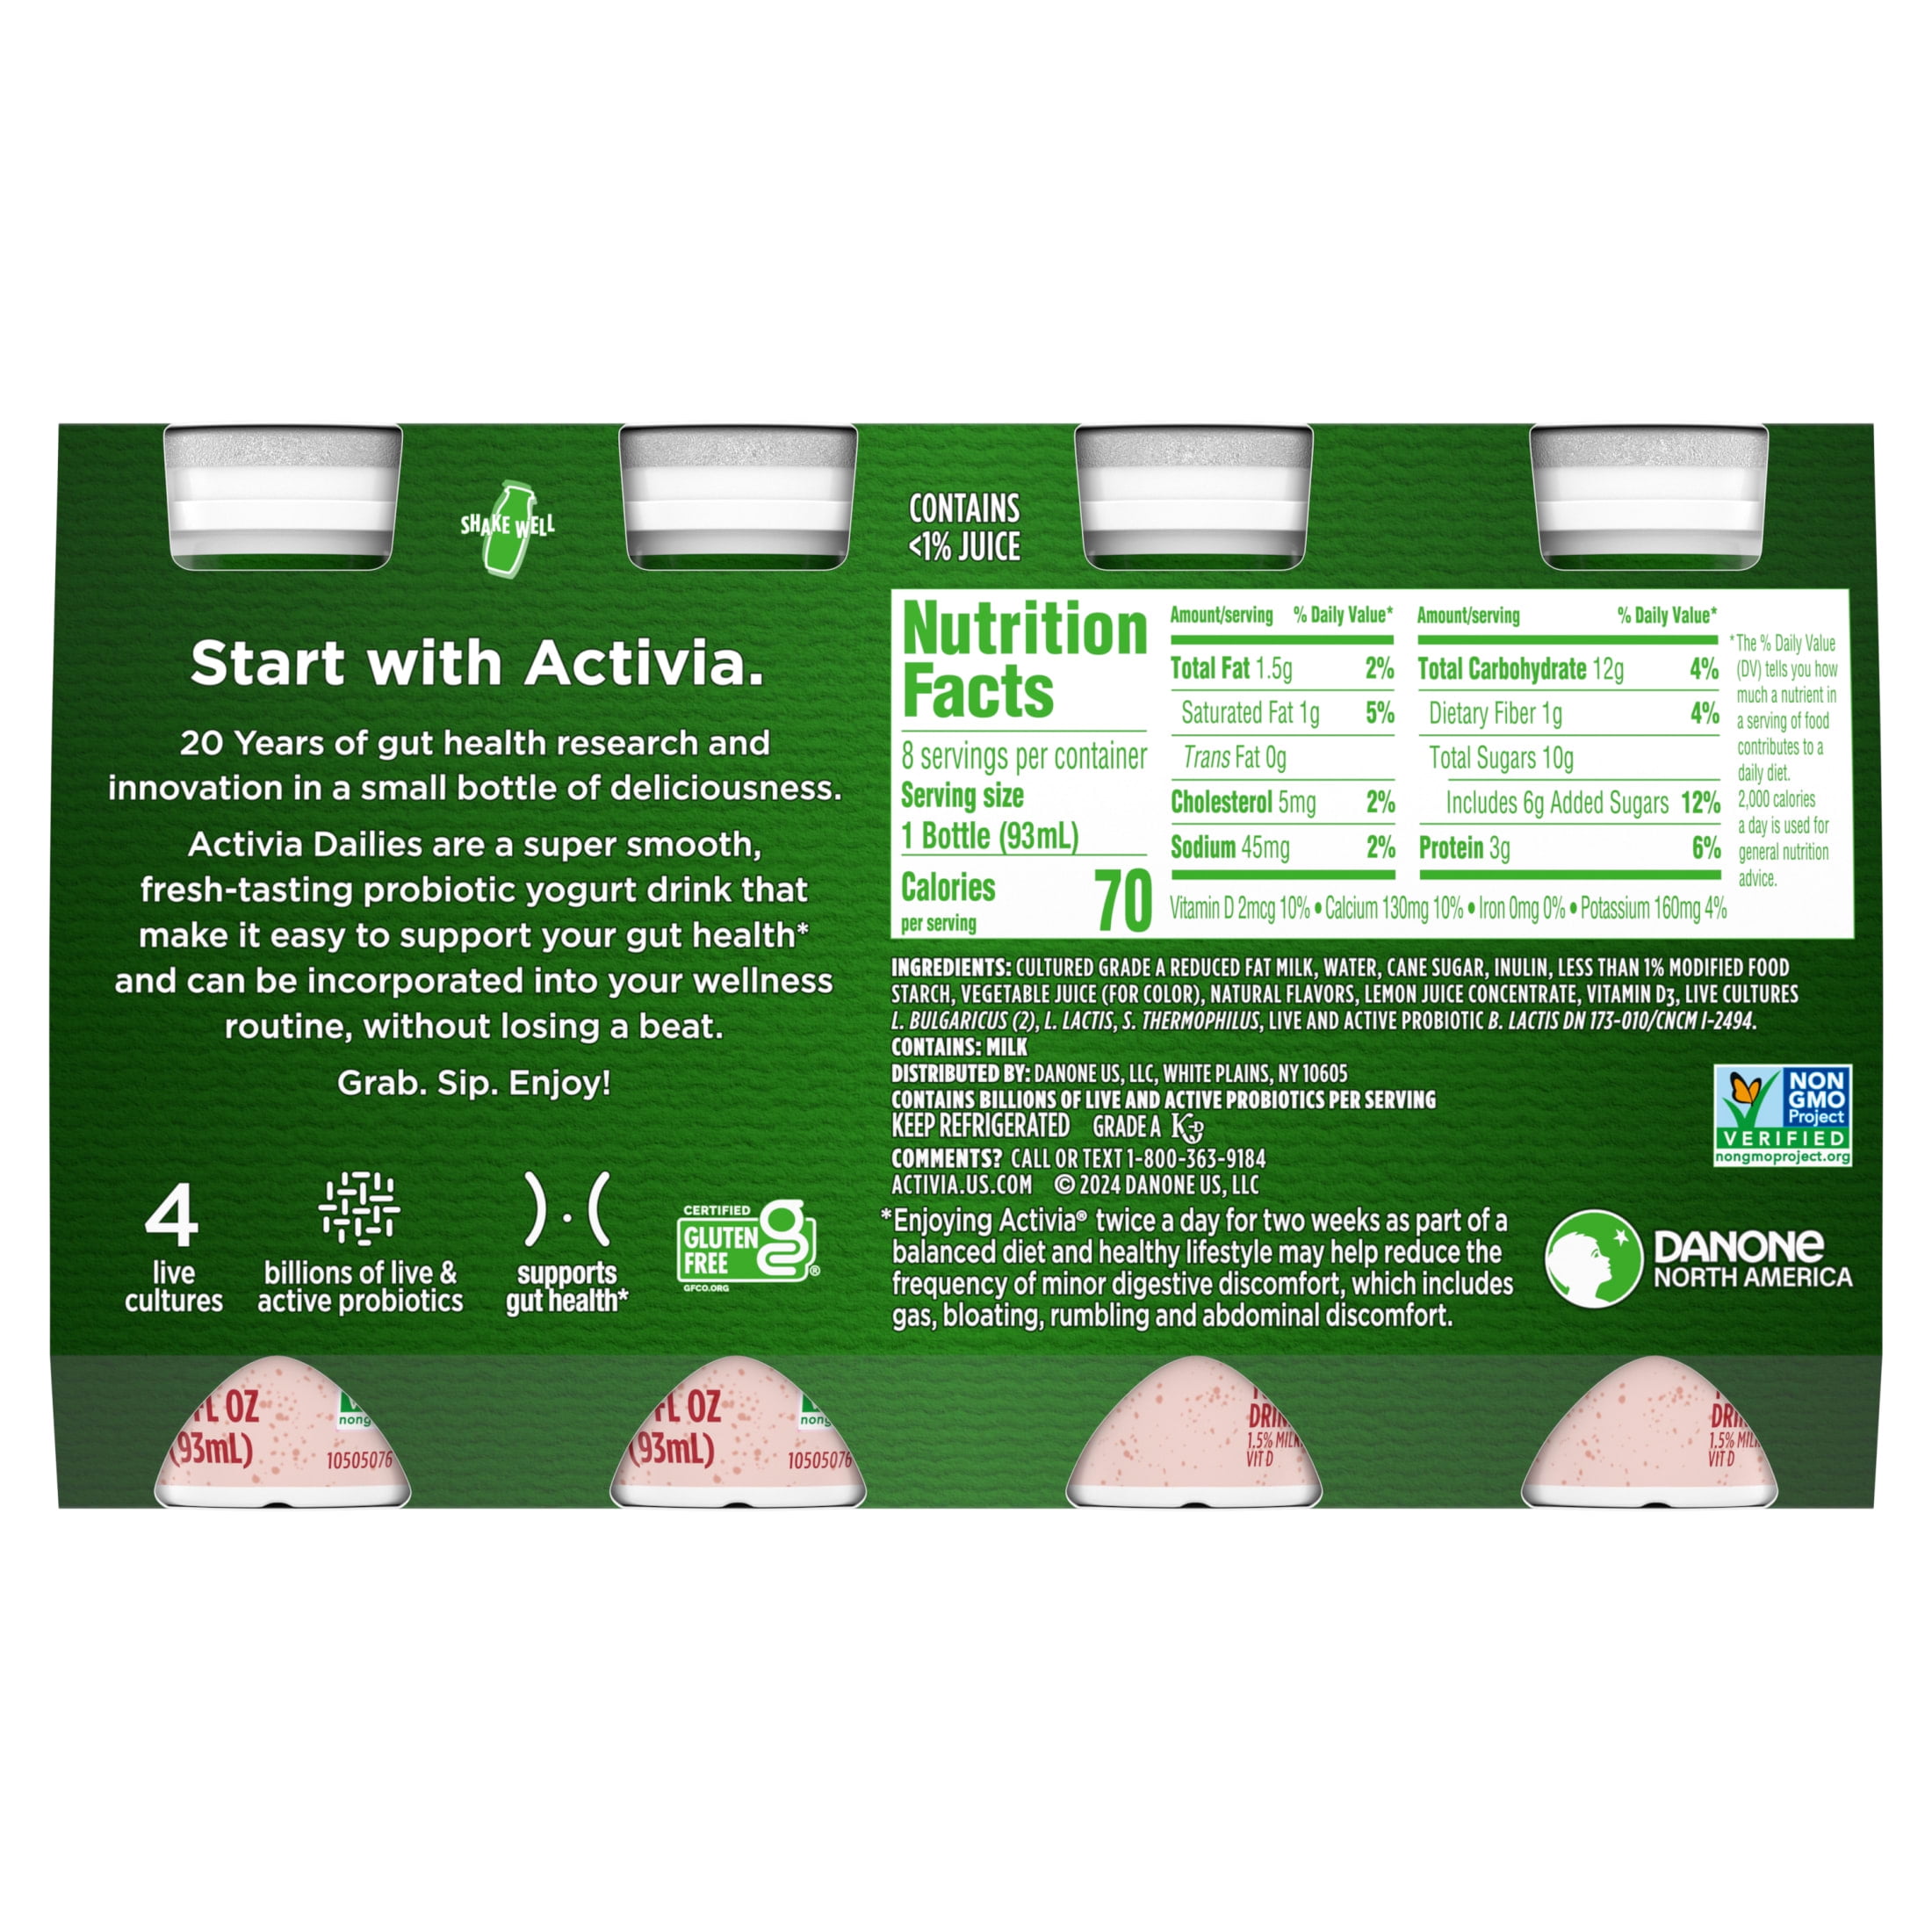 SHAKE WELL
CONTAINS
<1% JUICE
Start with Activia.
20 Years of gut health research and
innovation in a small bottle of deliciousness.
Activia Dailies are a super smooth,
fresh-tasting probiotic yogurt drink that
make it easy to support your gut health*
and can be incorporated into your wellness
routine, without losing a beat.
Grab. Sip. Enjoy!
4
live
cultures
billions of live &
active probiotics
supports
gut health*
CERTIFIED
GLUTEN
FREE
GFCO.ORG
®
Nutrition
Facts
8 servings per container
Serving size
1 Bottle (93mL)
Calories 70
per serving
Amount/serving % Daily Value*
Total Fat 1.5g 2%
Saturated Fat 1g 5%
Trans Fat 0g
Cholesterol 5mg 2%
Sodium 45mg 2%
Amount/serving % Daily Value*
Total Carbohydrate 12g 4%
Dietary Fiber 1g 4%
Total Sugars 10g
Includes 6g Added Sugars 12%
Protein 3g 6%
Vitamin D 2mcg 10% • Calcium 130mg 10% • Iron 0mg 0% • Potassium 160mg 4%
*The % Daily Value
(DV) tells you how
much a nutrient in
a serving of food
contributes to a
daily diet.
2,000 calories
a day is used for
general nutrition
advice.
INGREDIENTS: CULTURED GRADE A REDUCED FAT MILK, WATER, CANE SUGAR, INULIN, LESS THAN 1% MODIFIED FOOD
STARCH, VEGETABLE JUICE (FOR COLOR), NATURAL FLAVORS, LEMON JUICE CONCENTRATE, VITAMIN D3, LIVE CULTURES
L. BULGARICUS (2), L. LACTIS, S. THERMOPHILUS, LIVE AND ACTIVE PROBIOTIC B. LACTIS DN 173-010/CNCM I-2494.
CONTAINS: MILK
DISTRIBUTED BY: DANONE US, LLC, WHITE PLAINS, NY 10605
CONTAINS BILLIONS OF LIVE AND ACTIVE PROBIOTICS PER SERVING
KEEP REFRIGERATED GRADE A K-D
COMMENTS? CALL OR TEXT 1-800-363-9184
ACTIVIA.US.COM © 2024 DANONE US, LLC
*Enjoying Activia® twice a day for two weeks as part of a
balanced diet and healthy lifestyle may help reduce the
frequency of minor digestive discomfort, which includes
gas, bloating, rumbling and abdominal discomfort.
NON
GMO
Project
VERIFIED
nongmoproject.org
DANONE
NORTH AMERICA
FL OZ
(93mL)
nong
10505076
FL OZ
(93mL)
nong
10505076
DRIN
1.5% MILK
VIT D
DRIN
1.5% MIL
VIT D